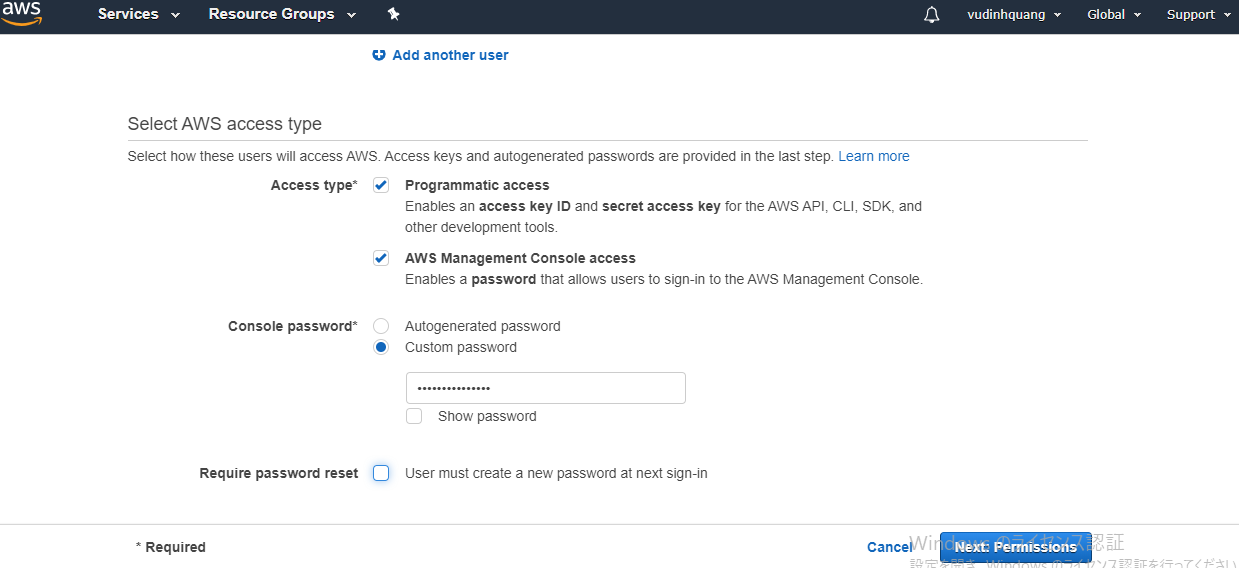 aws Services Resource Groups vudinhquang Global Support
Add another user
Select AWS access type
Select how these users will access AWS. Access keys and autogenerated passwords are provided in the last step. Learn more
Access type* Programmatic access
Enables an access key ID and secret access key for the AWS API, CLI, SDK, and
other development tools.
AWS Management Console access
Enables a password that allows users to sign-in to the AWS Management Console.
Console password* Autogenerated password
Custom password
•••••••••••••••
Show password
Require password reset User must create a new password at next sign-in
* Required Cancel Next: Permissions
Windows のライセンス認証
設定を開き、Windows のライセンス認証を行ってください